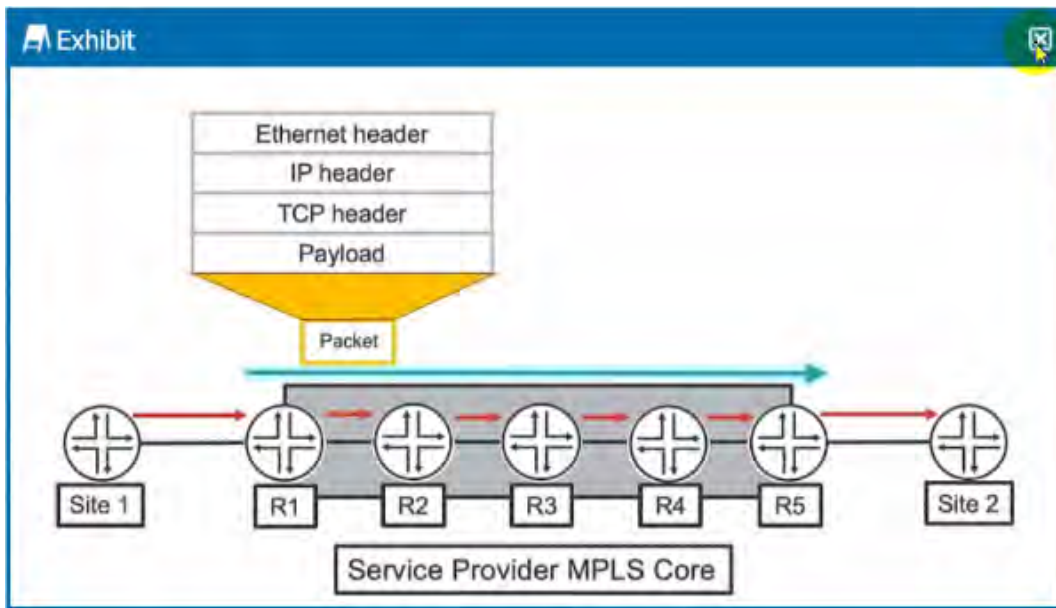 Exhibit
Ethernet header
IP header
TCP header
Payload
Packet
Site 1
R1
R2
R3
R4
R5
Site 2
Service Provider MPLS Core